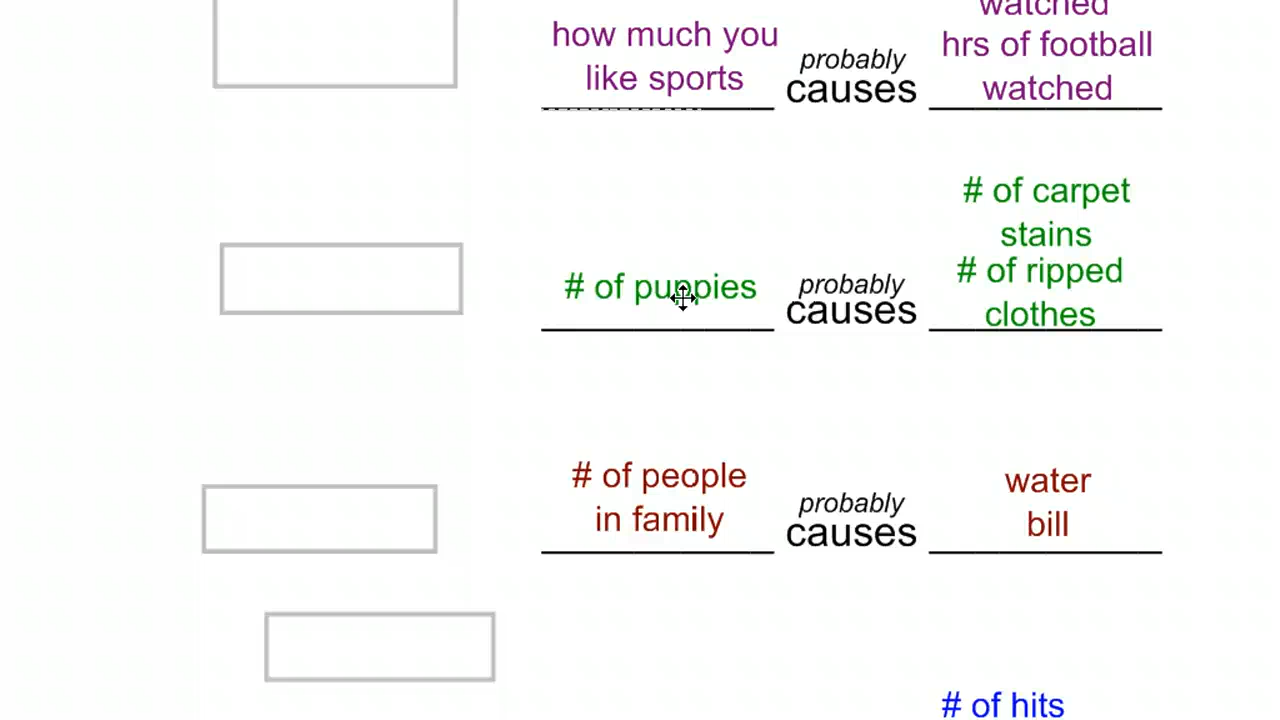 watched
how much you
like sports
probably
causes
hrs of football
watched
# of puppies
probably
causes
# of carpet
stains
# of ripped
clothes
# of people
in family
probably
causes
water
bill
# of hits